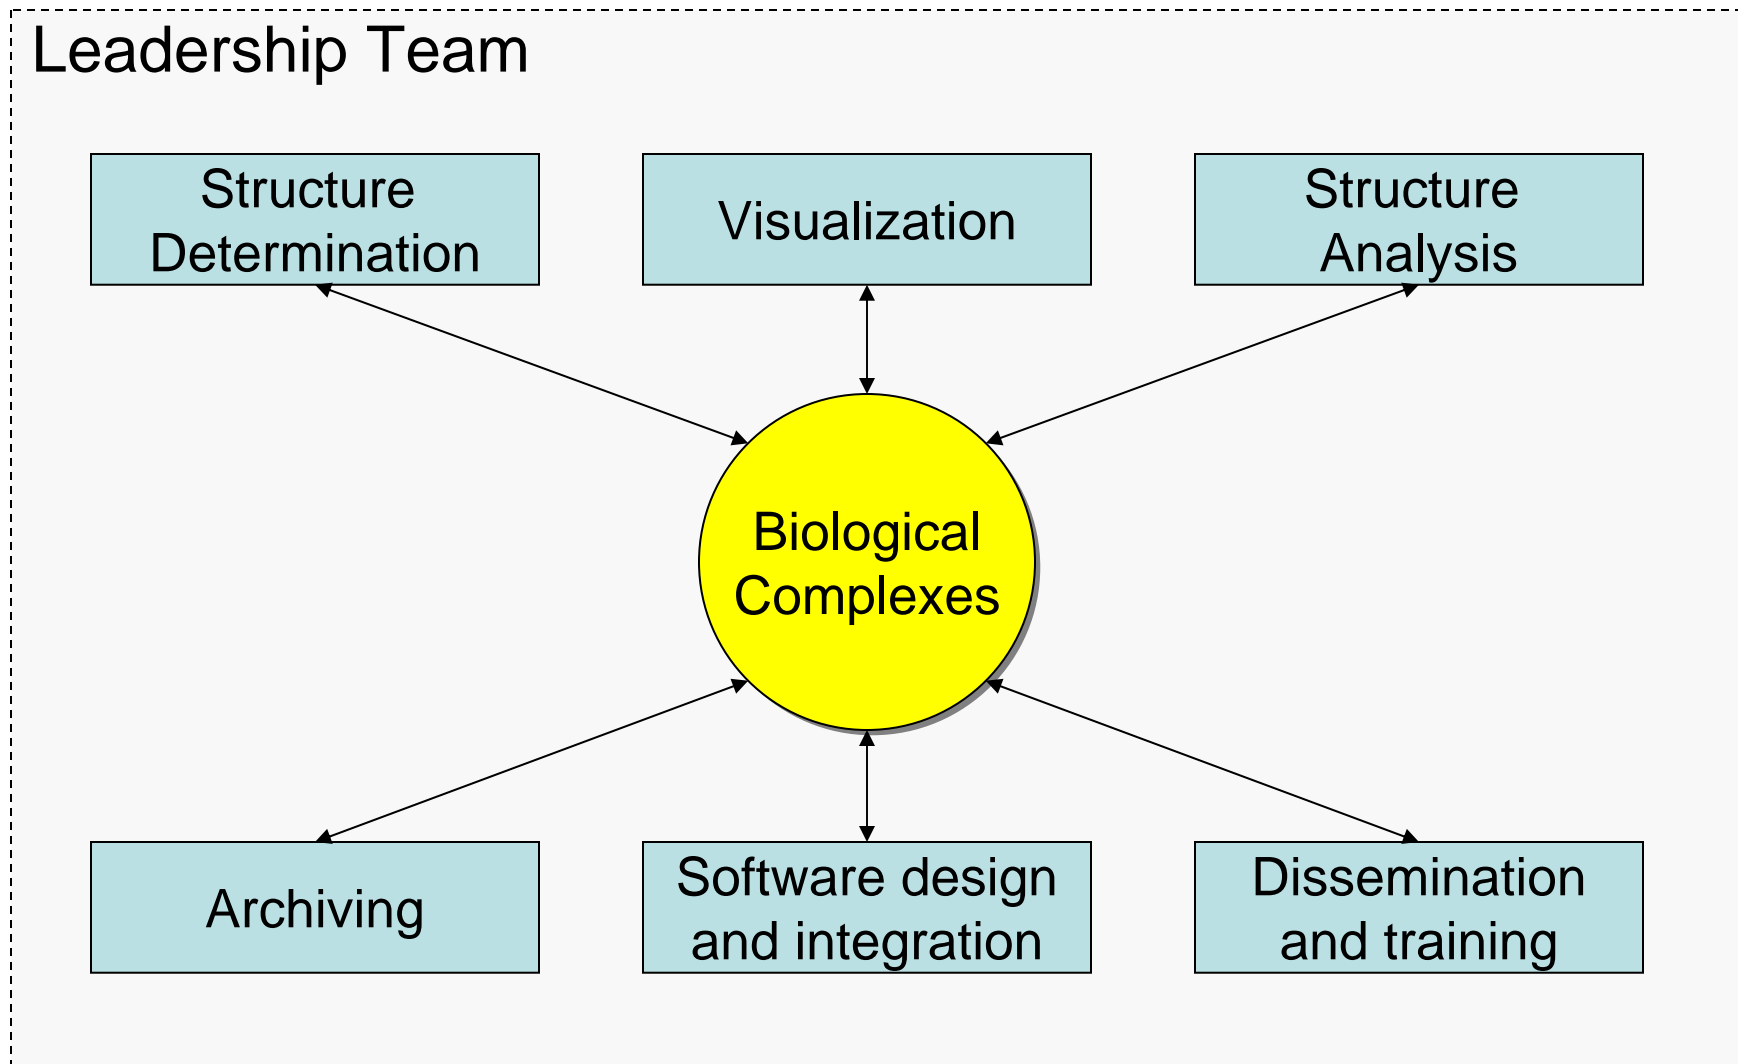 Leadership Team
Structure
Determination
Visualization
Structure
Analysis
Biological
Complexes
Archiving
Software design
and integration
Dissemination
and training